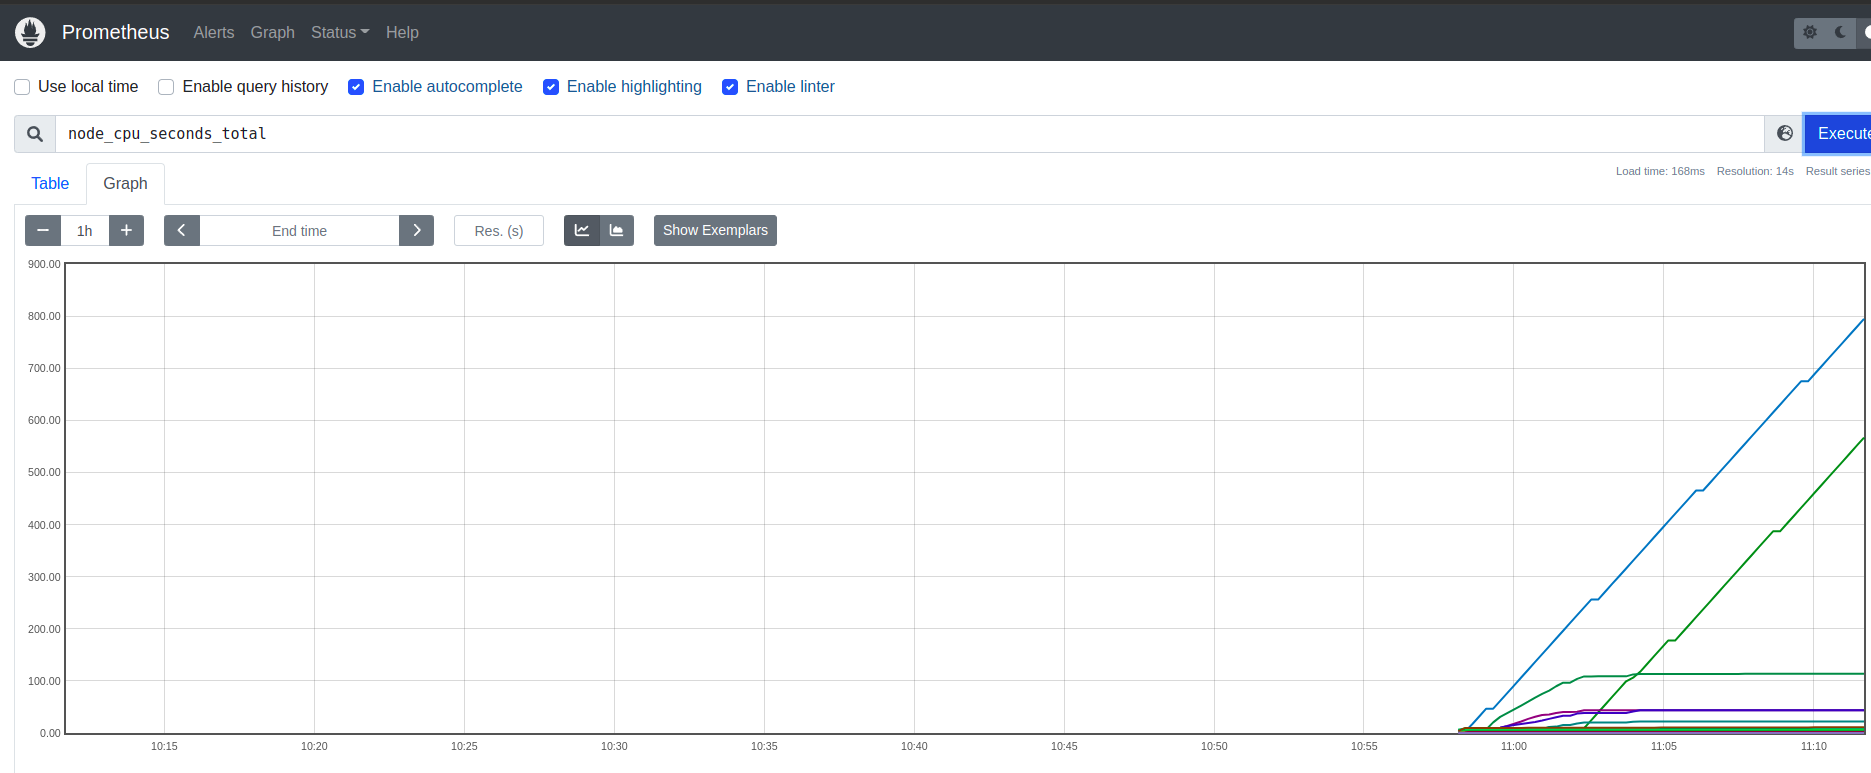 Prometheus Alerts Graph Status Help
Use local time Enable query history Enable autocomplete Enable highlighting Enable linter
node_cpu_seconds_total Execute
Load time: 168ms Resolution: 14s Result series
Table Graph
1h End time Res. (s) Show Exemplars
900.00
800.00
700.00
600.00
500.00
400.00
300.00
200.00
100.00
0.00
10:15 10:20 10:25 10:30 10:35 10:40 10:45 10:50 10:55 11:00 11:05 11:10